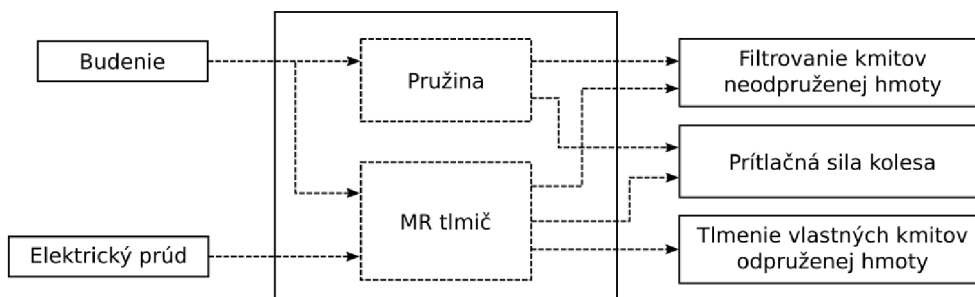 Budenie
Elektrický prúd
Pružina
MR tlmič
Filtrovanie kmitov
neodpruženej hmoty
Prítlačná sila kolesa
Tlmenie vlastných kmitov
odpruženej hmoty